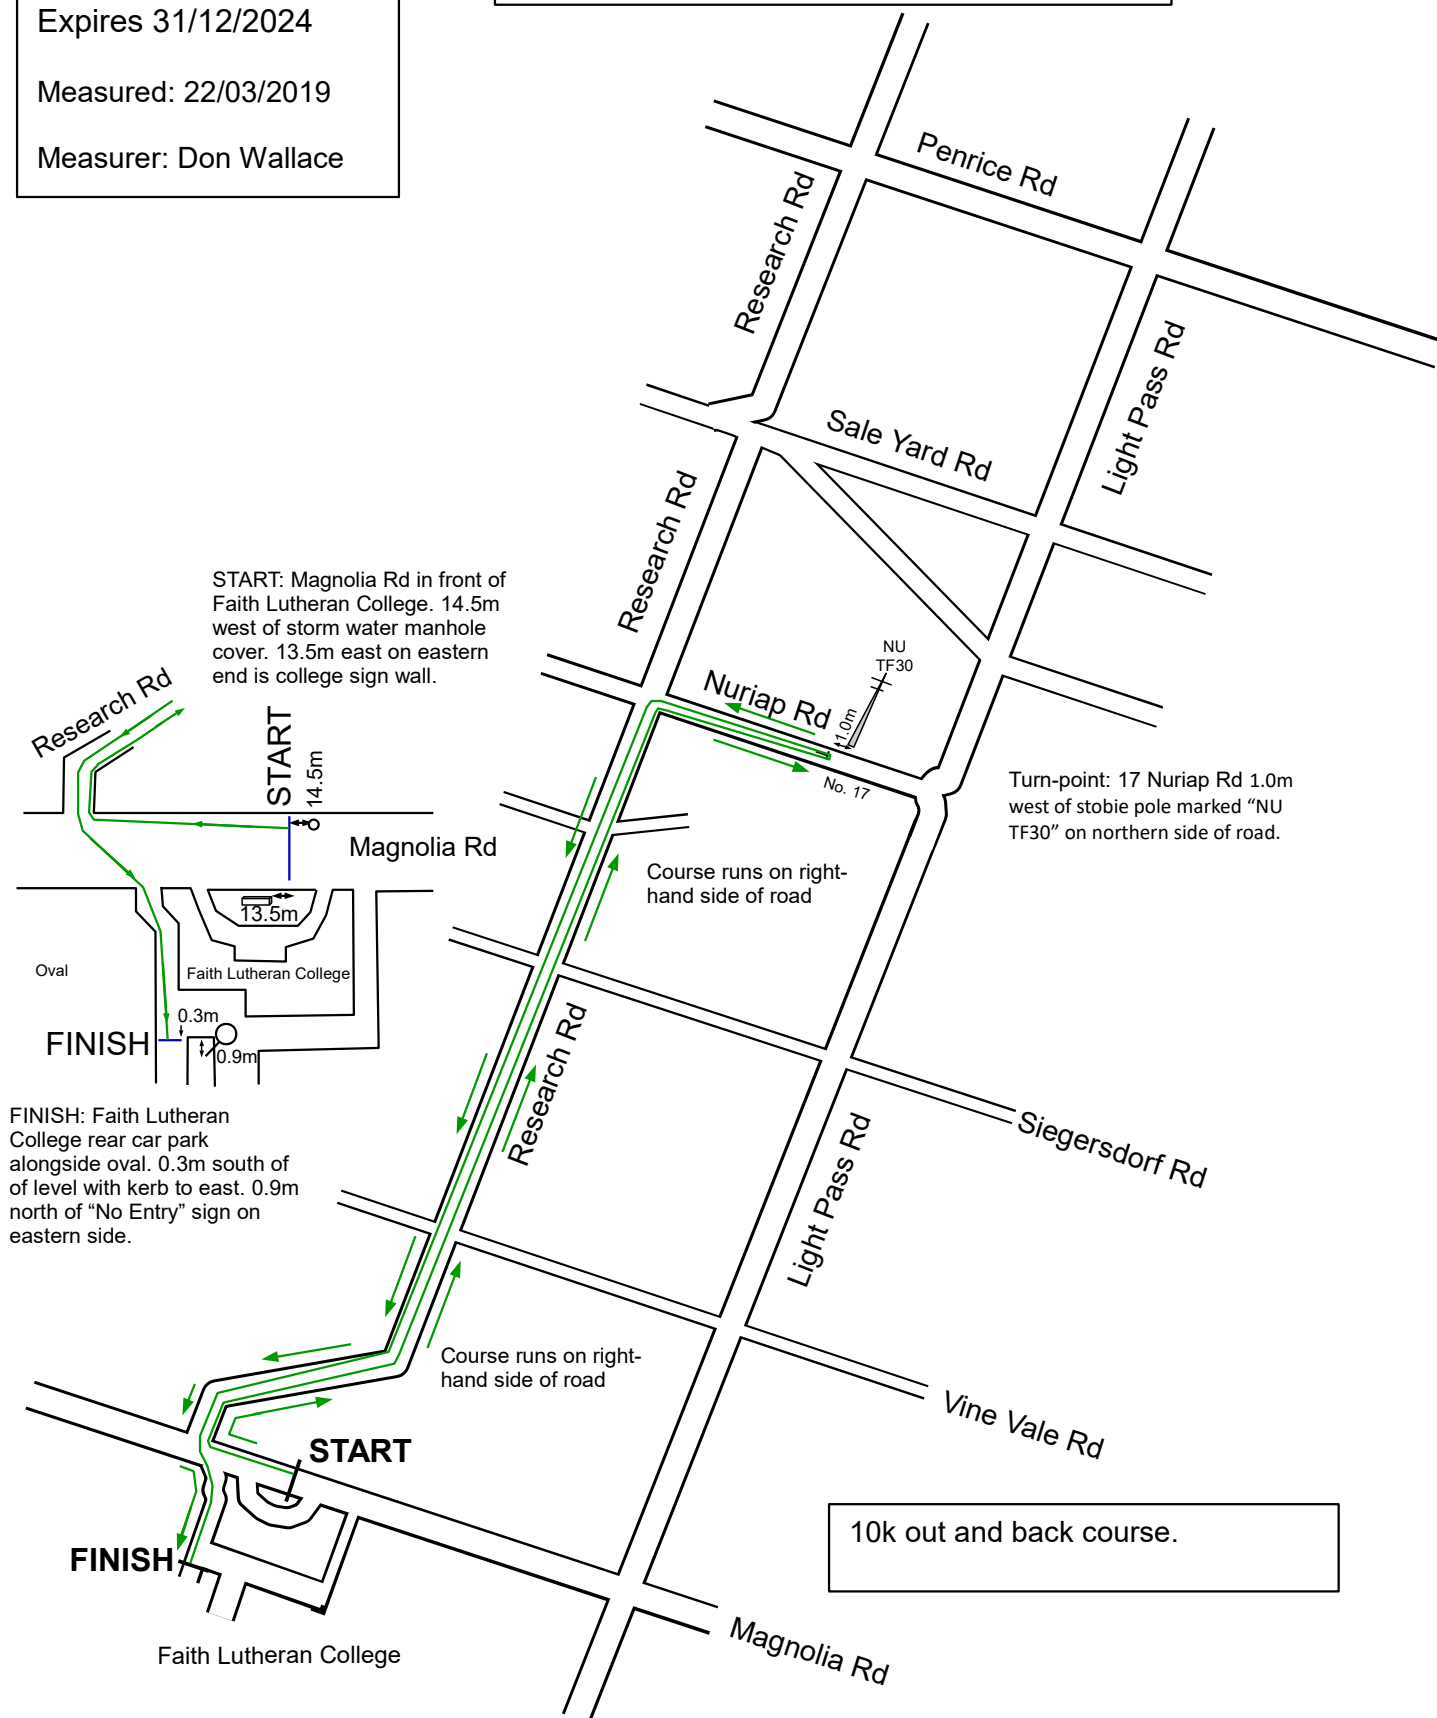 Expires 31/12/2024
Measured: 22/03/2019
Measurer: Don Wallace
Penrice Rd
Research Rd
Light Pass Rd
Sale Yard Rd
Research Rd
START: Magnolia Rd in front of
Faith Lutheran College. 14.5m
west of storm water manhole
cover. 13.5m east on eastern
end is college sign wall.
NU
TF30
Nuriap Rd
1.0m
No. 17
Turn-point: 17 Nuriap Rd 1.0m
west of stobie pole marked “NU
TF30” on northern side of road.
Research Rd
START
14.5m
Magnolia Rd
13.5m
Oval
Faith Lutheran College
0.3m
FINISH
0.9m
Course runs on right-
hand side of road
Research Rd
FINISH: Faith Lutheran
College rear car park
alongside oval. 0.3m south of
of level with kerb to east. 0.9m
north of “No Entry” sign on
eastern side.
Siegersdorf Rd
Light Pass Rd
Course runs on right-
hand side of road
Vine Vale Rd
START
FINISH
10k out and back course.
Magnolia Rd
Faith Lutheran College